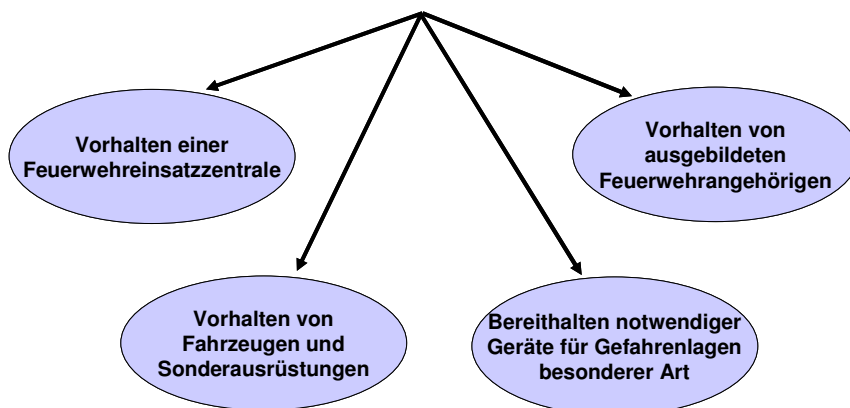 Vorhalten einer
Feuerwehreinsatzzentrale
Vorhalten von
ausgebildeten
Feuerwehrangehörigen
Vorhalten von
Fahrzeugen und
Sonderausrüstungen
Bereithalten notwendiger
Geräte für Gefahrenlagen
besonderer Art